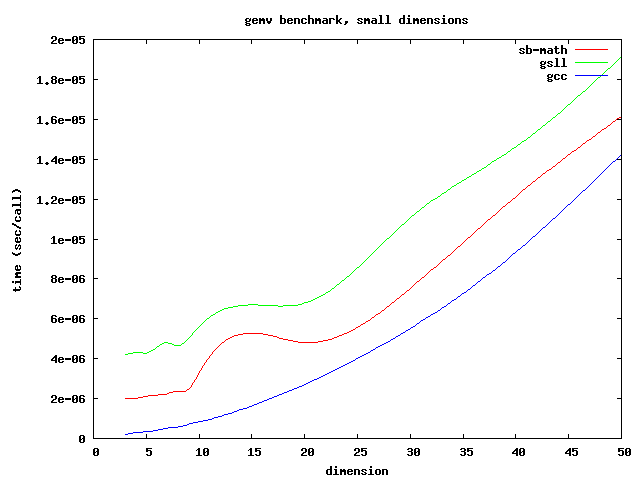 gemv benchmark, small dimensions
2e-05
1.8e-05
1.6e-05
1.4e-05
1.2e-05
1e-05
8e-06
6e-06
4e-06
2e-06
0
time (sec/call)
sb-math
gsll
gcc
0 5 10 15 20 25 30 35 40 45 50
dimension